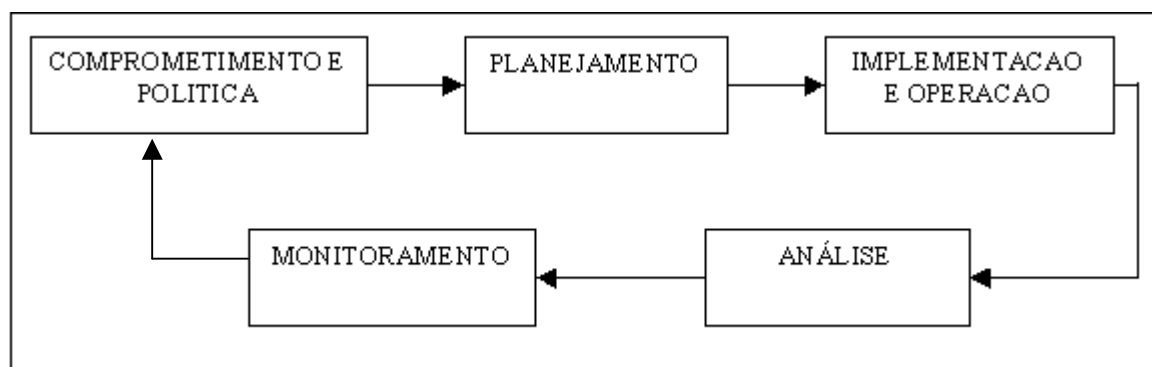 COMPROMETIMENTO E
POLITICA
PLANEJAMENTO
IMPLEMENTACAO
E OPERACAO
ANÁLISE
MONITORAMENTO